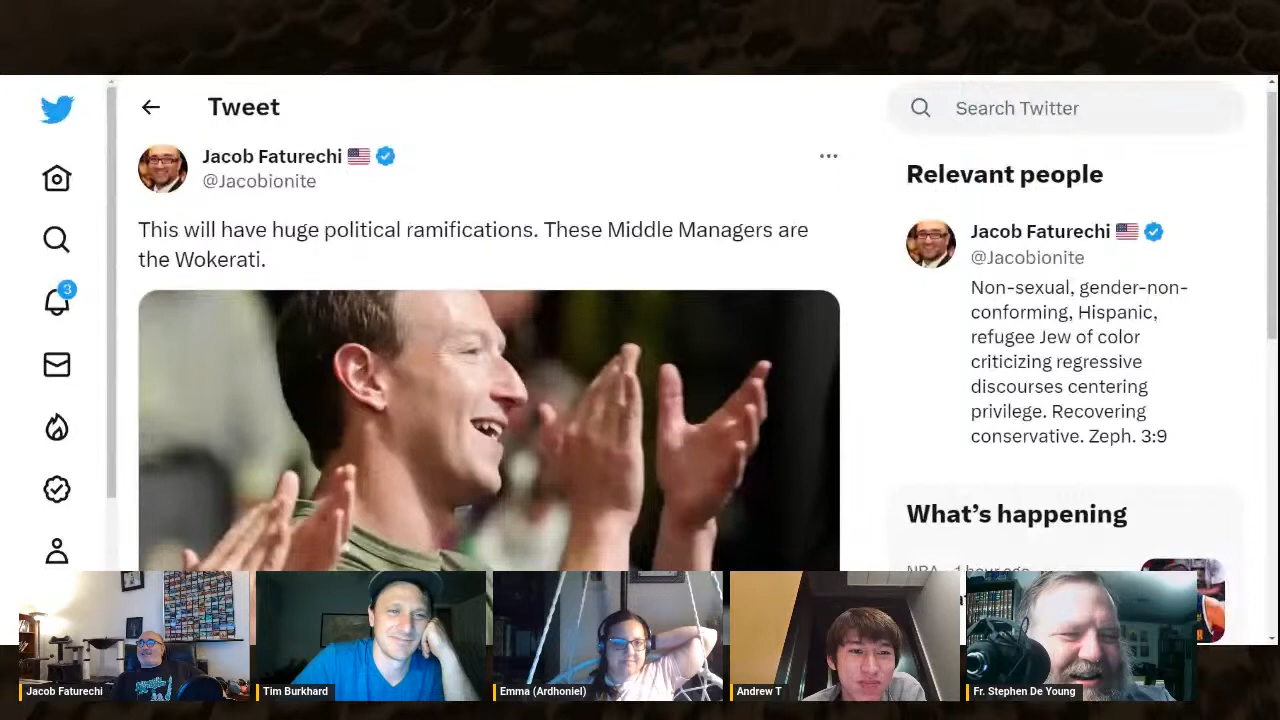 Tweet
Search Twitter
Jacob Faturechi
@Jacobionite
This will have huge political ramifications. These Middle Managers are
the Wokerati.
3
Relevant people
Jacob Faturechi
@Jacobionite
Non-sexual, gender-non-
conforming, Hispanic,
refugee Jew of color
criticizing regressive
discourses centering
privilege. Recovering
conservative. Zeph. 3:9
What's happening
Jacob Faturechi
Tim Burkhard
Emma (Ardhoniel)
Andrew T
Fr. Stephen De Young